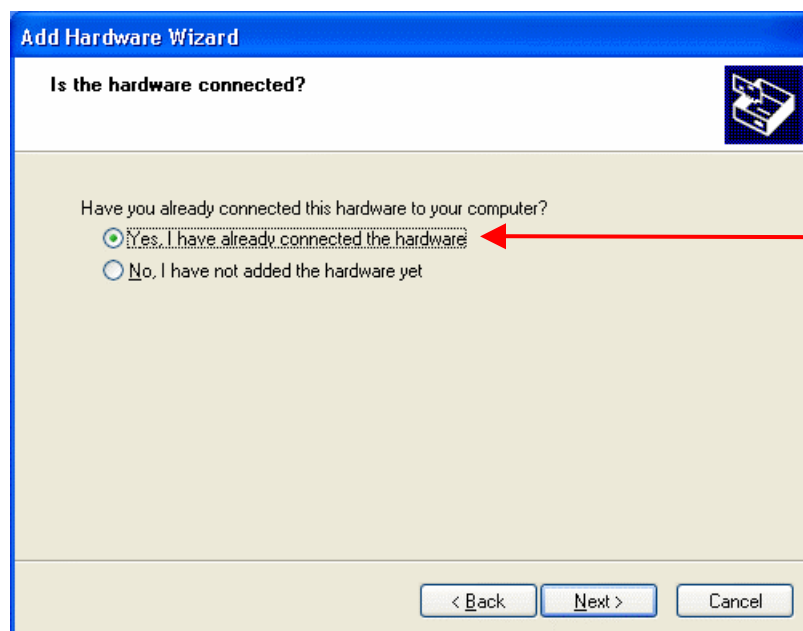 Add Hardware Wizard
Is the hardware connected?
Have you already connected this hardware to your computer?
Yes, I have already connected the hardware
No, I have not added the hardware yet
< Back Next > Cancel